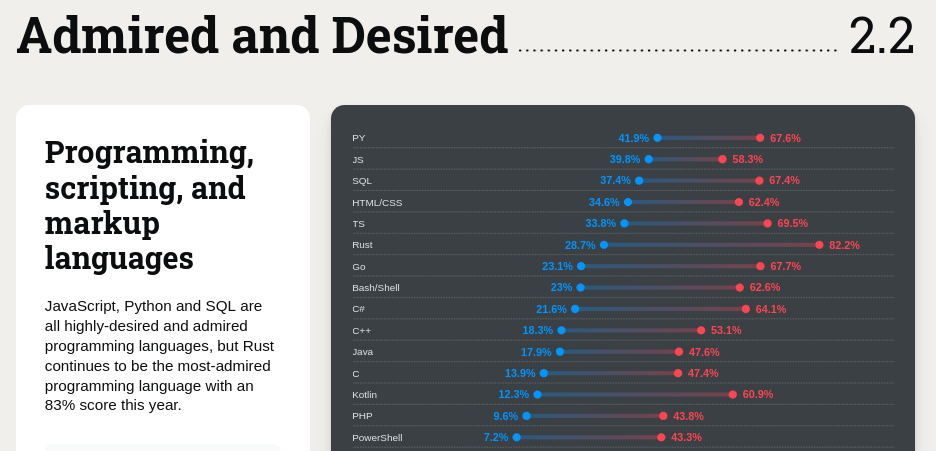 Admired and Desired 2.2
Programming,
scripting, and
markup
languages
JavaScript, Python and SQL are
all highly-desired and admired
programming languages, but Rust
continues to be the most-admired
programming language with an
83% score this year.
PY 41.9% 67.6%
JS 39.8% 58.3%
SQL 37.4% 67.4%
HTML/CSS 34.6% 62.4%
TS 33.8% 69.5%
Rust 28.7% 82.2%
Go 23.1% 67.7%
Bash/Shell 23% 62.6%
C# 21.6% 64.1%
C++ 18.3% 53.1%
Java 17.9% 47.6%
C 13.9% 47.4%
Kotlin 12.3% 60.9%
PHP 9.6% 43.8%
PowerShell 7.2% 43.3%